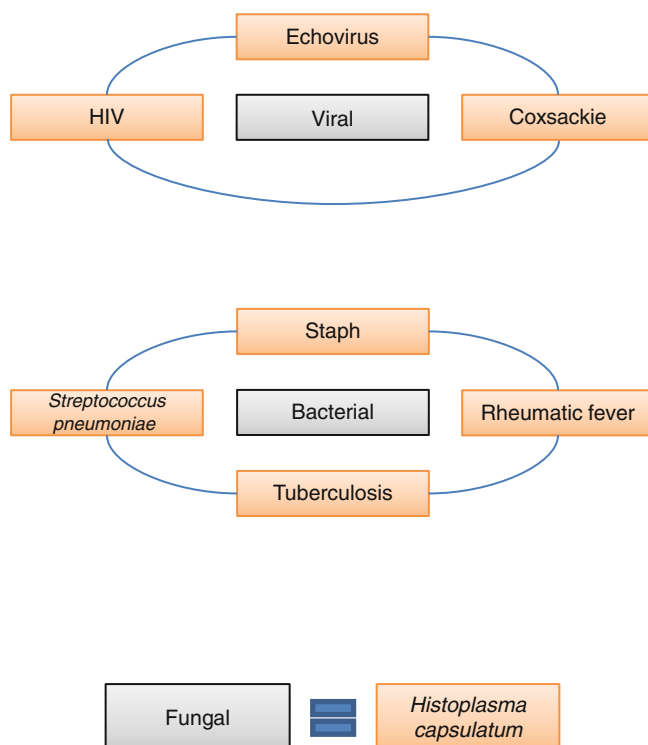 Echovirus
HIV
Viral
Coxsackie
Staph
Streptococcus
pneumoniae
Bacterial
Rheumatic fever
Tuberculosis
Fungal
Histoplasma
capsulatum